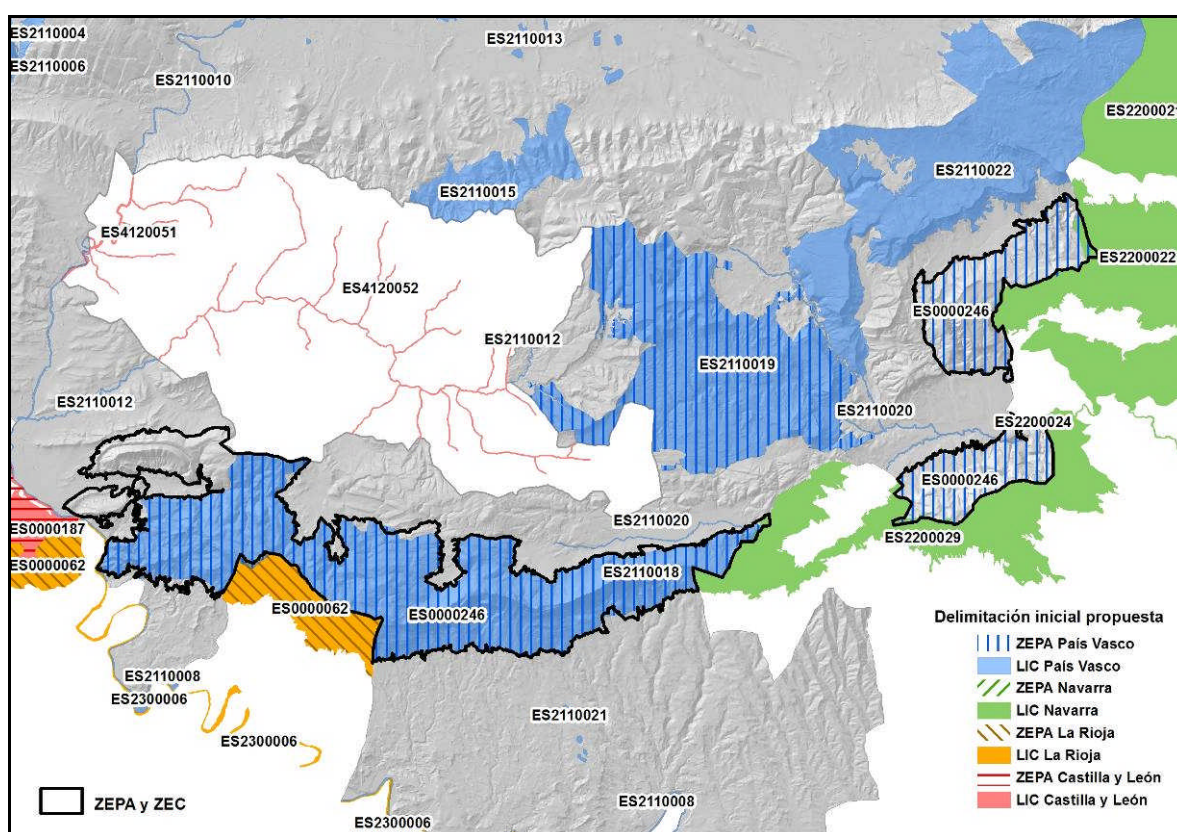 ES2110004
ES2110013
ES2110006
ES2110010
ES2200021
ES2110022
ES2110015
ES4120051
ES2200022
ES4120052
ES0000246
ES2110012
ES2110019
ES2110012
ES2110020
ES2200024
ES0000246
ES0000187
ES2110020
ES2200029
ES0000062
ES2110018
ES0000062
ES0000246
Delimitación inicial propuesta
ZEPA País Vasco
LIC País Vasco
ES2110008
ZEPA Navarra
ES2300006
LIC Navarra
ES2110021
ZEPA La Rioja
ES2300006
LIC La Rioja
ZEPA Castilla y León
ZEPA y ZEC
ES2110008
LIC Castilla y León
ES2300006